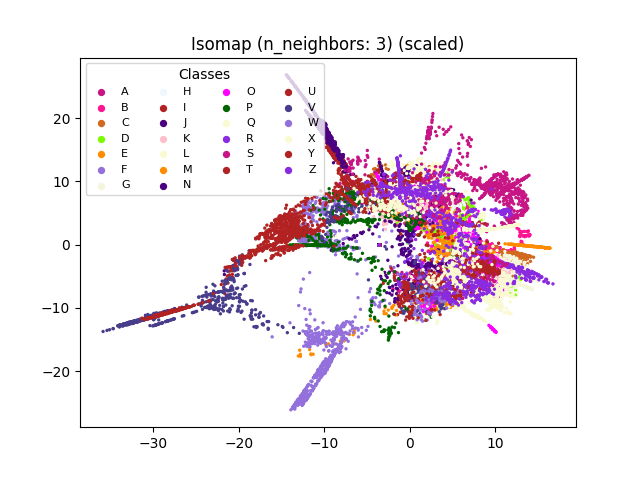 Isomap (n_neighbors: 3) (scaled)
Classes
A H O U
B I P V
C J Q W
D K R X
E L S Y
F M T Z
G N
20
10
0
−10
−20
−30 −20 −10 0 10